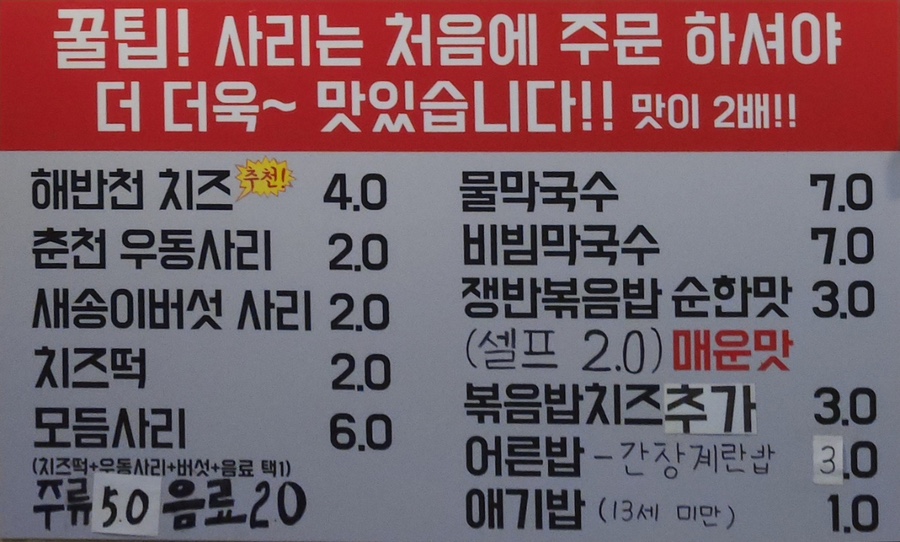 꿀팁! 사리는 처음에 주문 하셔야
더 더욱~ 맛있습니다!! 맛이 2배!!
해반천 치즈 추천! 4.0
춘천 우동사리 2.0
새송이버섯 사리 2.0
치즈떡 2.0
모듬사리 6.0
(치즈떡+우동사리+버섯+음료 택1)
주류 5.0 음료 2.0
물막국수 7.0
비빔막국수 7.0
쟁반볶음밥 순한맛 3.0
(셀프 2.0) 매운맛
볶음밥치즈추가 3.0
어른밥 - 간장계란밥 3.0
애기밥 (13세 미만) 1.0